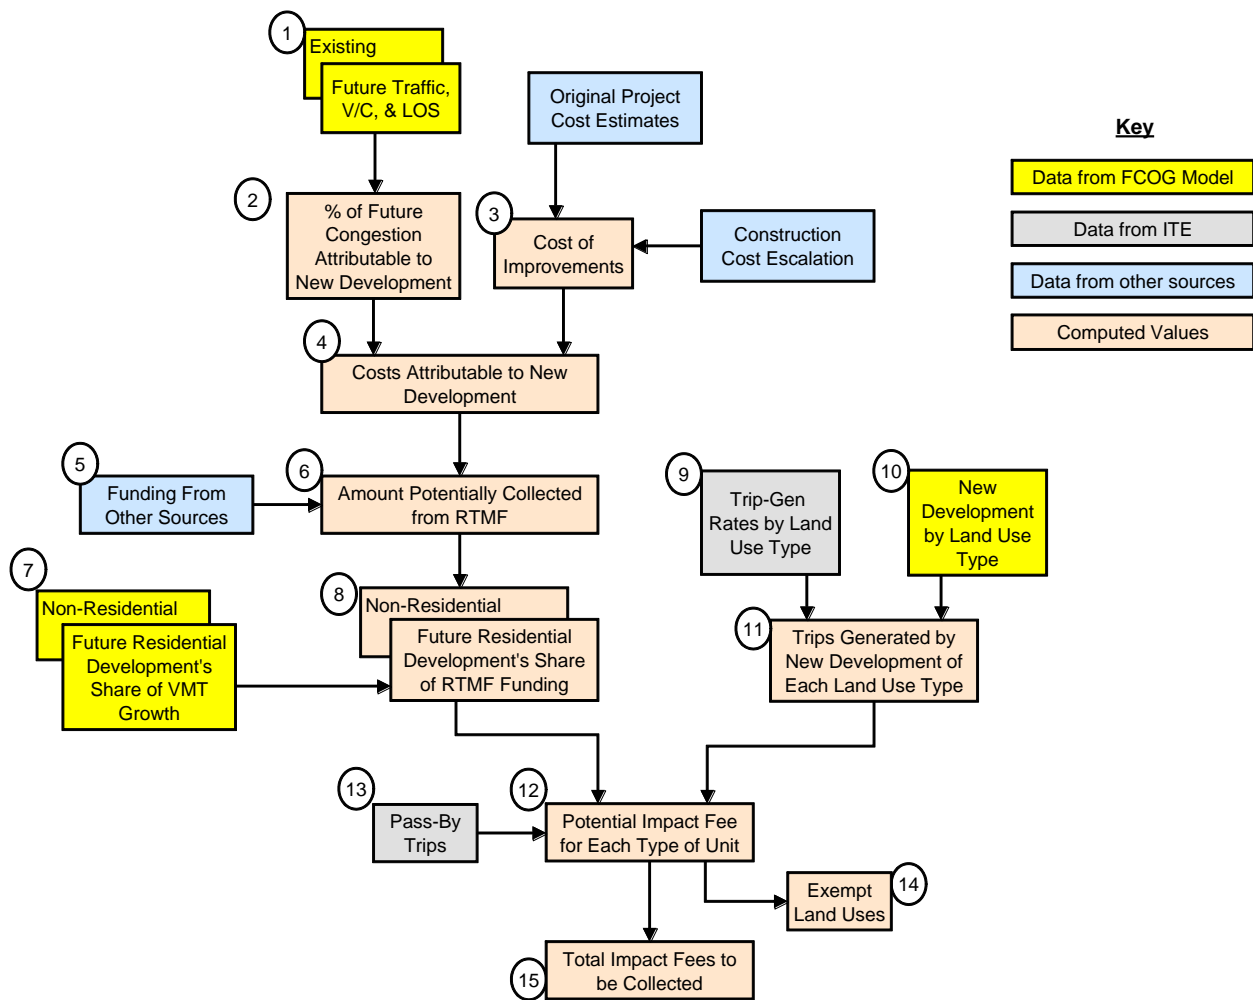 1
Existing
Future Traffic,
V/C, & LOS
Original Project
Cost Estimates
Key
Data from FCOG Model
Data from ITE
Data from other sources
Computed Values
2
% of Future
Congestion
Attributable to
New Development
3
Cost of
Improvements
Construction
Cost Escalation
4
Costs Attributable to New
Development
5
Funding From
Other Sources
6
Amount Potentially Collected
from RTMF
7
Non-Residential
Future Residential
Development's
Share of VMT
Growth
8
Non-Residential
Future Residential
Development's Share
of RTMF Funding
9
Trip-Gen
Rates by Land
Use Type
10
New
Development
by Land Use
Type
11
Trips Generated by
New Development of
Each Land Use Type
12
Potential Impact Fee
for Each Type of Unit
13
Pass-By
Trips
14
Exempt
Land Uses
15
Total Impact Fees to
be Collected